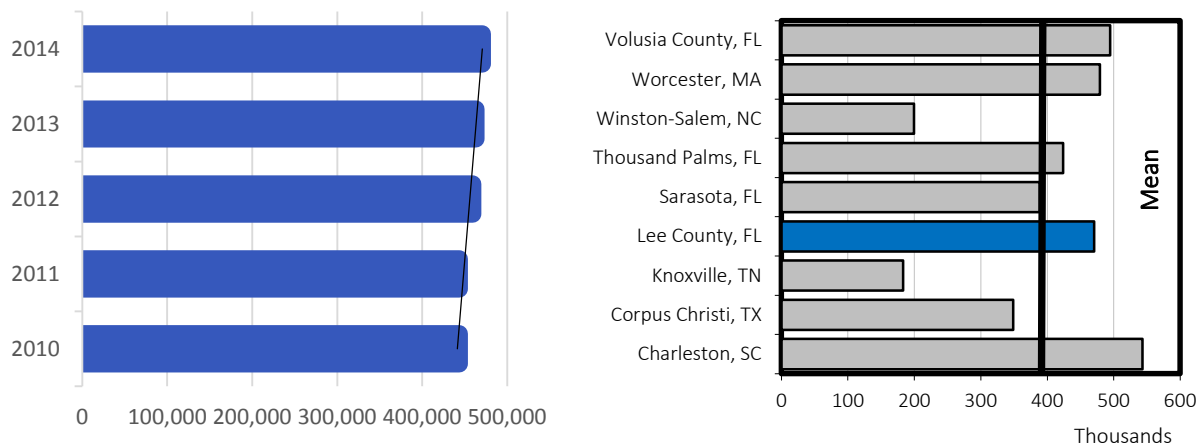 2014
2013
2012
2011
2010
0 100,000 200,000 300,000 400,000 500,000
Volusia County, FL
Worcester, MA
Winston-Salem, NC
Thousand Palms, FL
Sarasota, FL
Lee County, FL
Knoxville, TN
Corpus Christi, TX
Charleston, SC
Mean
0 100 200 300 400 500 600
Thousands